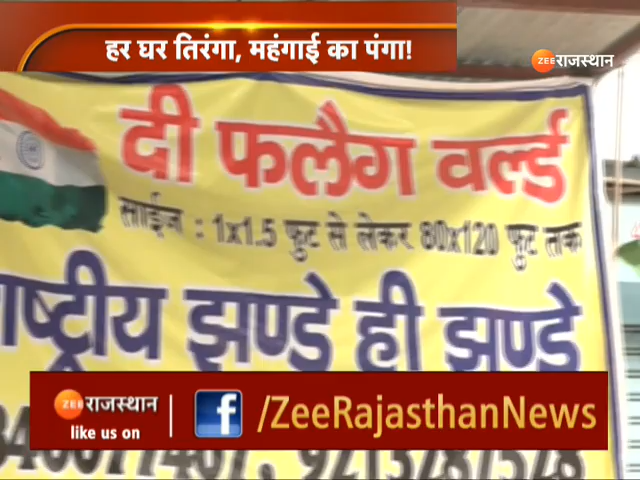 हर घर तिरंगा, महंगाई का पंगा!
ZEE राजस्थान
दी फलैग वर्ल्ड
साईज : 1x1.5 फुट से लेकर 80x120 फुट तक
राष्ट्रीय झण्डे ही झण्डे
ZEE राजस्थान
like us on
f /ZeeRajasthanNews